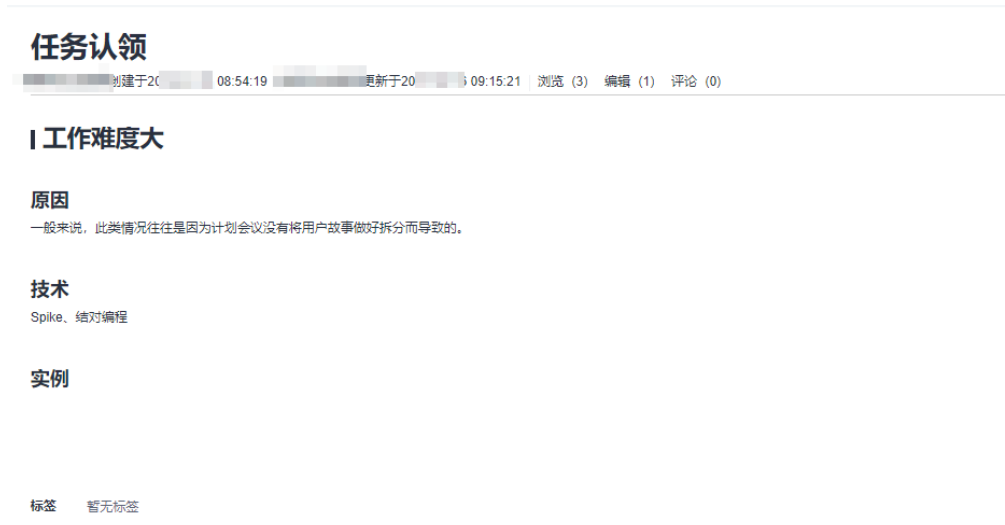 任务认领
创建于20 08:54:19 更新于20 09:15:21 浏览（3） 编辑（1） 评论（0）
工作难度大
原因
一般来说，此类情况往往是因为计划会议没有将用户故事做好拆分而导致的。
技术
Spike、结对编程
实例
标签 暂无标签